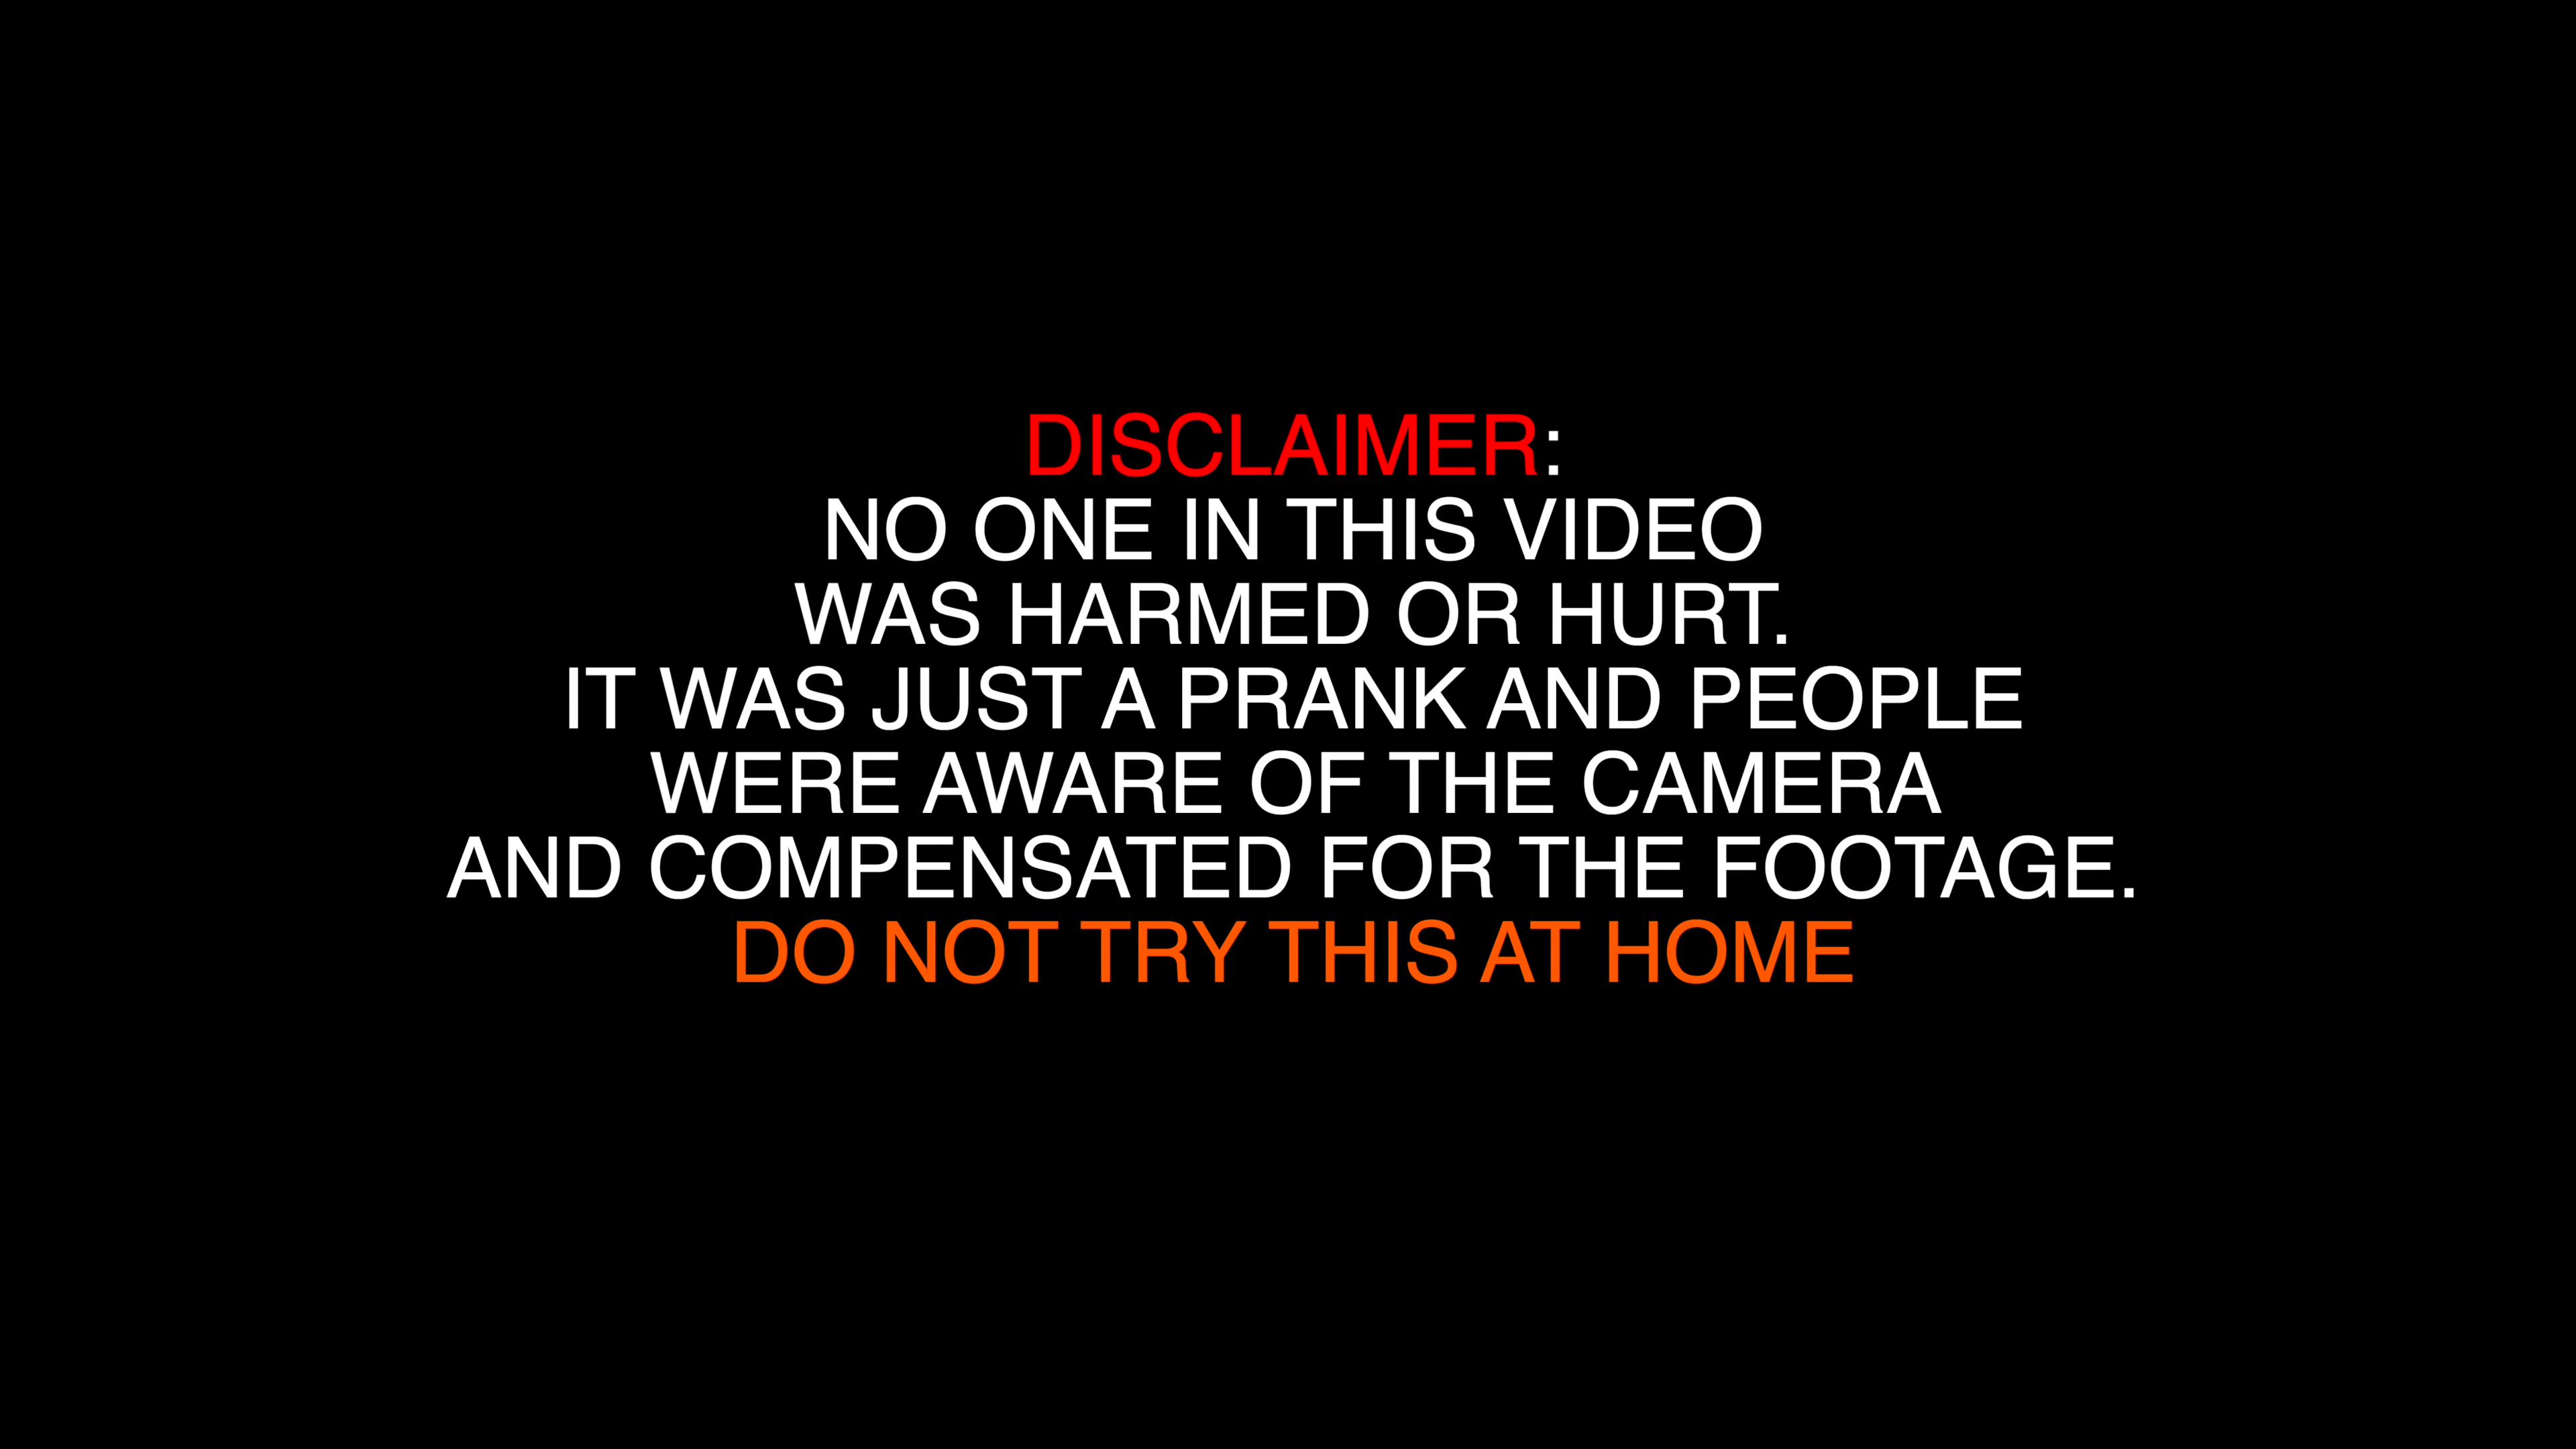 DISCLAIMER:
NO ONE IN THIS VIDEO
WAS HARMED OR HURT.
IT WAS JUST A PRANK AND PEOPLE
WERE AWARE OF THE CAMERA
AND COMPENSATED FOR THE FOOTAGE.
DO NOT TRY THIS AT HOME